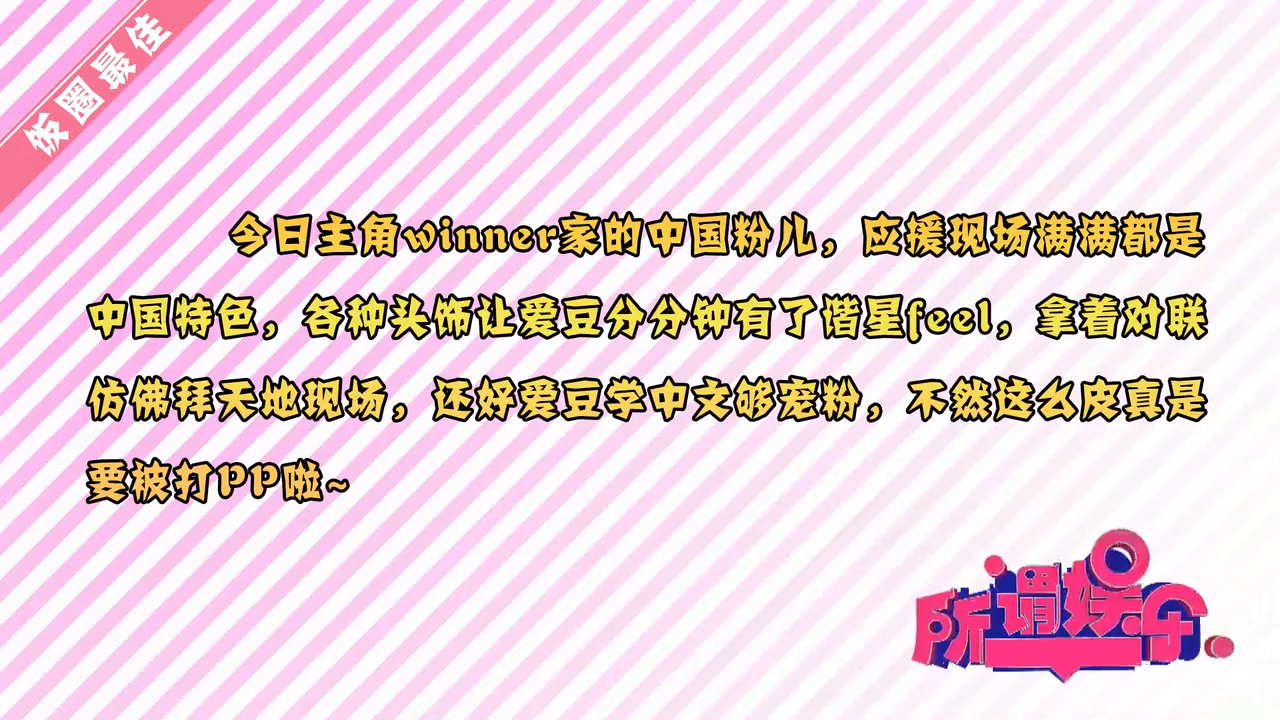 饭圈最佳
今日主角winner家的中国粉儿，应援现场满满都是
中国特色，各种头饰让爱豆分分钟有了谐星feel，拿着对联
仿佛拜天地现场，还好爱豆学中文够宠粉，不然这么皮真是
要被打PP啦~
所谓娱乐